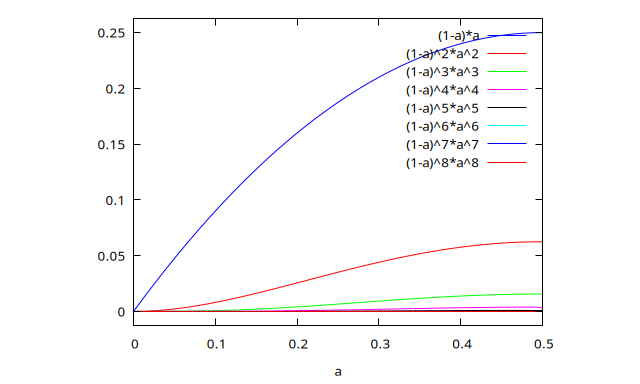 0.25
0.2
0.15
0.1
0.05
0
0 0.1 0.2 0.3 0.4 0.5
a
(1-a)*a
(1-a)^2*a^2
(1-a)^3*a^3
(1-a)^4*a^4
(1-a)^5*a^5
(1-a)^6*a^6
(1-a)^7*a^7
(1-a)^8*a^8